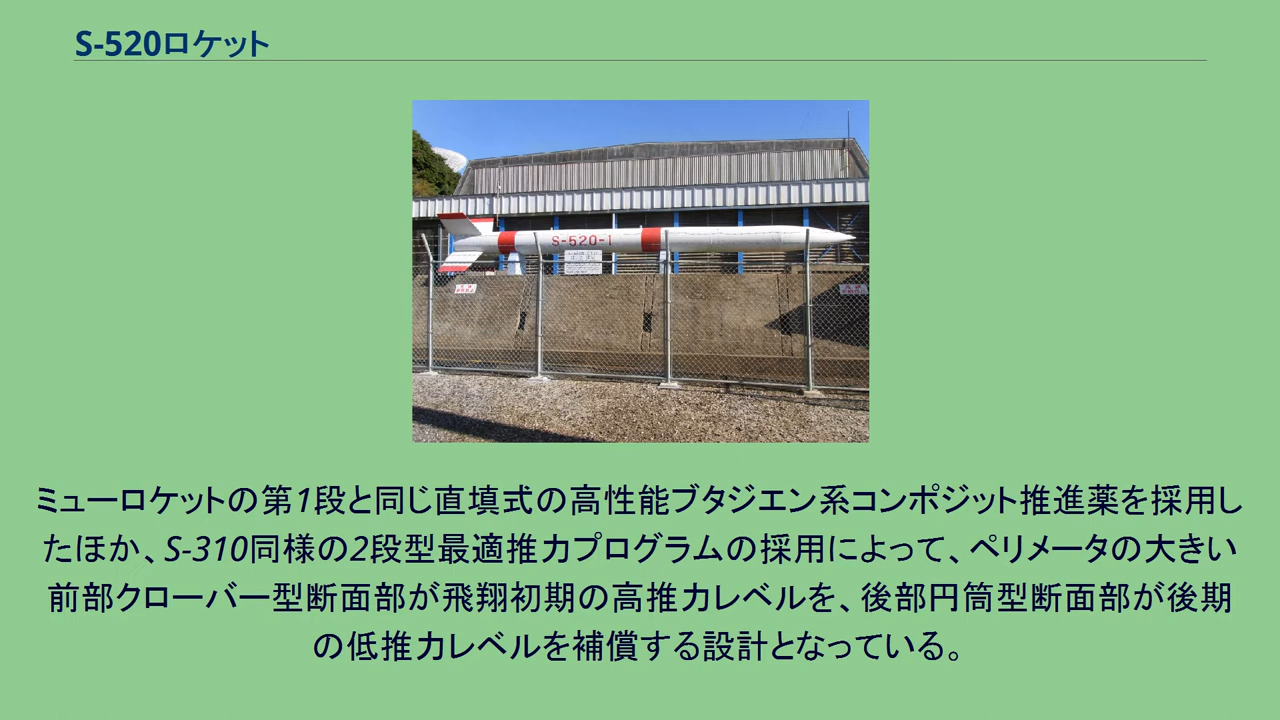 S-520ロケット
S-520-1
ミューロケットの第1段と同じ直填式の高性能ブタジエン系コンポジット推進薬を採用し
たほか、S-310同様の2段型最適推力プログラムの採用によって、ペリメータの大きい
前部クローバー型断面部が飛翔初期の高推力レベルを、後部円筒型断面部が後期
の低推力レベルを補償する設計となっている。